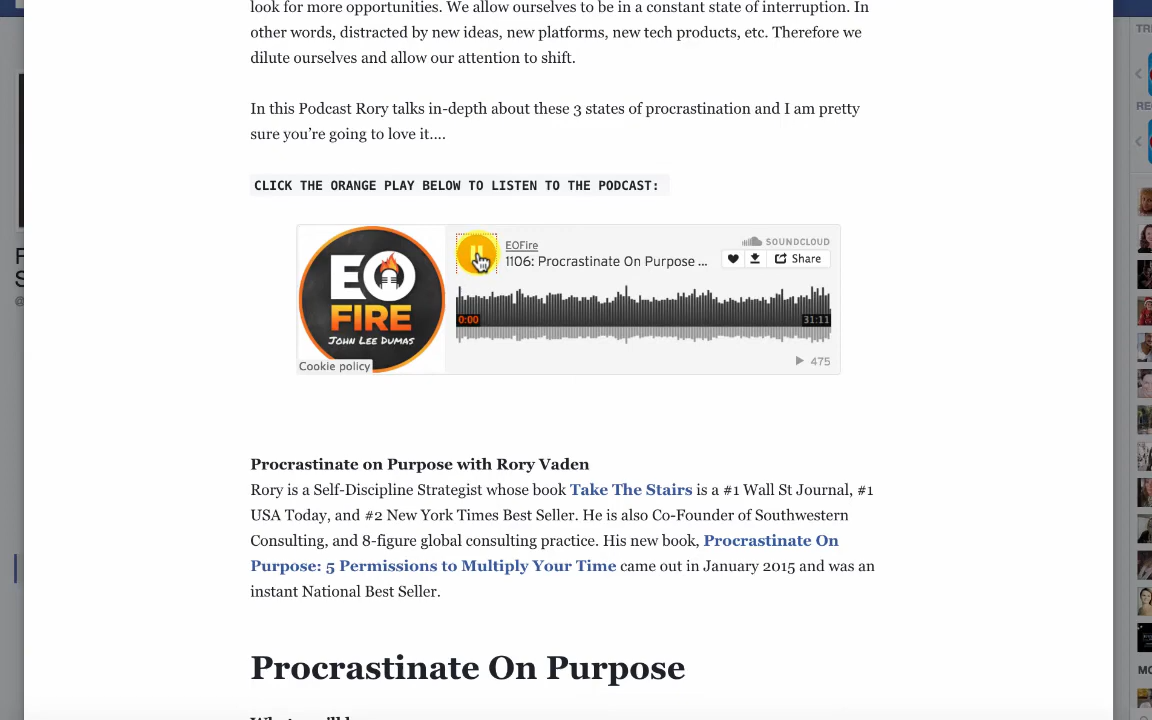 look for more opportunities. We allow ourselves to be in a constant state of interruption. In
other words, distracted by new ideas, new platforms, new tech products, etc. Therefore we
dilute ourselves and allow our attention to shift.
In this Podcast Rory talks in-depth about these 3 states of procrastination and I am pretty
sure you’re going to love it….
CLICK THE ORANGE PLAY BELOW TO LISTEN TO THE PODCAST:
EO
FIRE
JOHN LEE DUMAS
Cookie policy
EOFire
1106: Procrastinate On Purpose ...
SOUNDCLOUD
Share
0:00
31:11
475
Procrastinate on Purpose with Rory Vaden
Rory is a Self-Discipline Strategist whose book Take The Stairs is a #1 Wall St Journal, #1
USA Today, and #2 New York Times Best Seller. He is also Co-Founder of Southwestern
Consulting, and 8-figure global consulting practice. His new book, Procrastinate On
Purpose: 5 Permissions to Multiply Your Time came out in January 2015 and was an
instant National Best Seller.
Procrastinate On Purpose